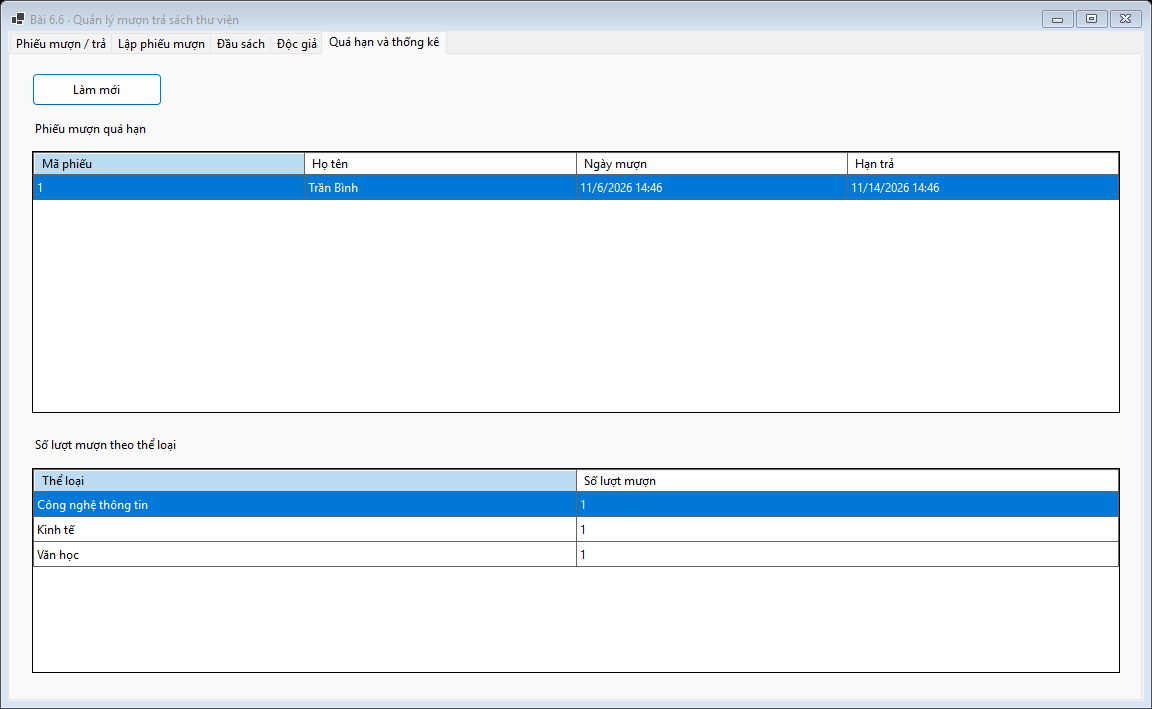 Bài 6.6 - Quản lý mượn trả sách thư viện
Phiếu mượn / trả Lập phiếu mượn Đầu sách Độc giả Quá hạn và thống kê
Làm mới
Phiếu mượn quá hạn
Mã phiếu Họ tên Ngày mượn Hạn trả
1 Trần Bình 11/6/2026 14:46 11/14/2026 14:46
Số lượt mượn theo thể loại
Thể loại Số lượt mượn
Công nghệ thông tin 1
Kinh tế 1
Văn học 1